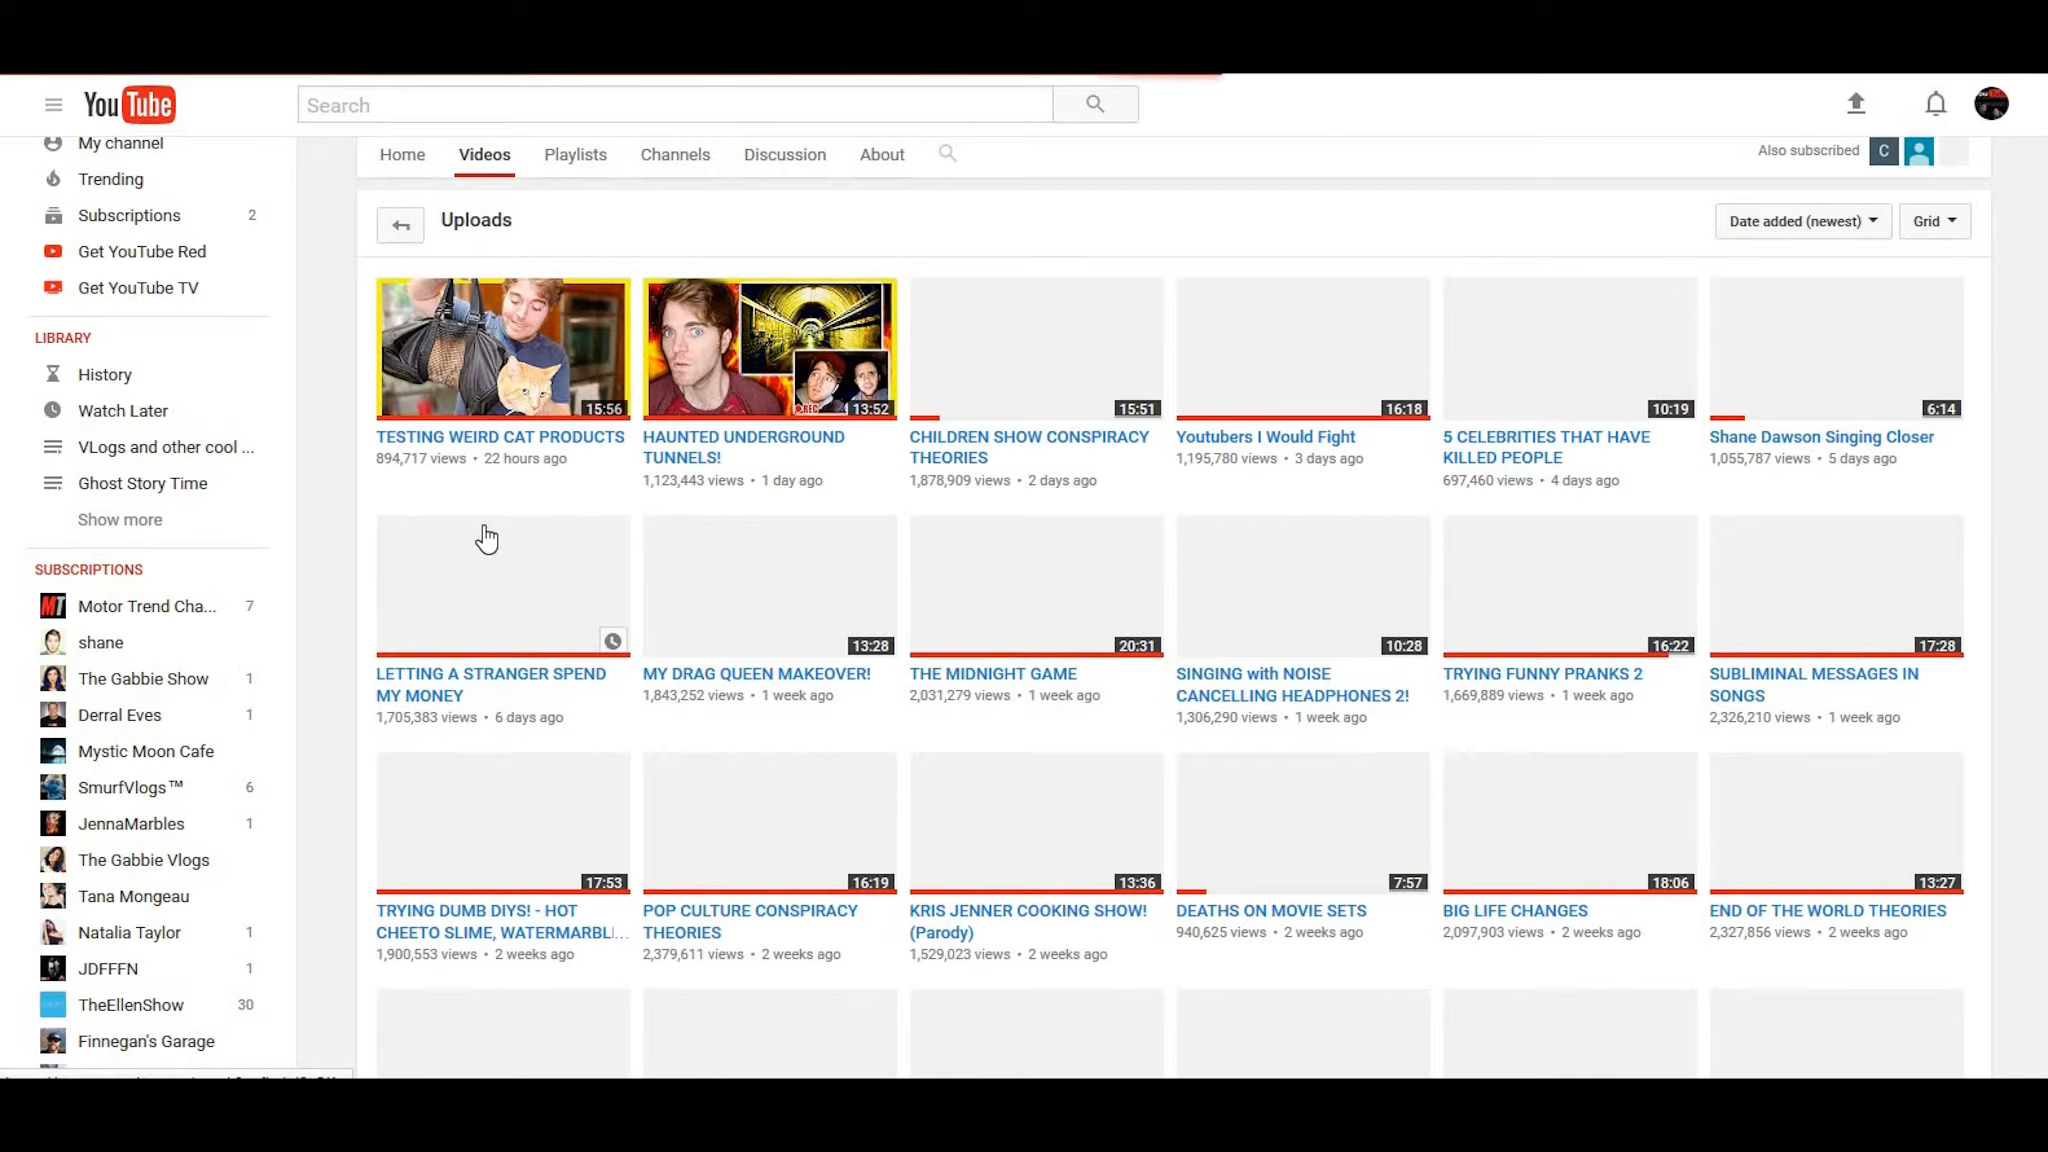 YouTube
Search
My channel
Trending
Subscriptions 2
Get YouTube Red
Get YouTube TV
LIBRARY
History
Watch Later
VLogs and other cool ...
Ghost Story Time
Show more
SUBSCRIPTIONS
Motor Trend Cha... 7
shane
The Gabbie Show 1
Derral Eves 1
Mystic Moon Cafe
SmurfVlogs™ 6
JennaMarbles 1
The Gabbie Vlogs
Tana Mongeau
Natalia Taylor 1
JDFFFN 1
TheEllenShow 30
Finnegan's Garage
Home Videos Playlists Channels Discussion About
Also subscribed C
Uploads
Date added (newest) Grid
15:56
TESTING WEIRD CAT PRODUCTS
894,717 views • 22 hours ago
REC 13:52
HAUNTED UNDERGROUND
TUNNELS!
1,123,443 views • 1 day ago
15:51
CHILDREN SHOW CONSPIRACY
THEORIES
1,878,909 views • 2 days ago
16:18
Youtubers I Would Fight
1,195,780 views • 3 days ago
10:19
5 CELEBRITIES THAT HAVE
KILLED PEOPLE
697,460 views • 4 days ago
6:14
Shane Dawson Singing Closer
1,055,787 views • 5 days ago
LETTING A STRANGER SPEND
MY MONEY
1,705,383 views • 6 days ago
13:28
MY DRAG QUEEN MAKEOVER!
1,843,252 views • 1 week ago
20:31
THE MIDNIGHT GAME
2,031,279 views • 1 week ago
10:28
SINGING with NOISE
CANCELLING HEADPHONES 2!
1,306,290 views • 1 week ago
16:22
TRYING FUNNY PRANKS 2
1,669,889 views • 1 week ago
17:28
SUBLIMINAL MESSAGES IN
SONGS
2,326,210 views • 1 week ago
17:53
TRYING DUMB DIYS! - HOT
CHEETO SLIME, WATERMARBLI...
1,900,553 views • 2 weeks ago
16:19
POP CULTURE CONSPIRACY
THEORIES
2,379,611 views • 2 weeks ago
13:36
KRIS JENNER COOKING SHOW!
(Parody)
1,529,023 views • 2 weeks ago
7:57
DEATHS ON MOVIE SETS
940,625 views • 2 weeks ago
18:06
BIG LIFE CHANGES
2,097,903 views • 2 weeks ago
13:27
END OF THE WORLD THEORIES
2,327,856 views • 2 weeks ago